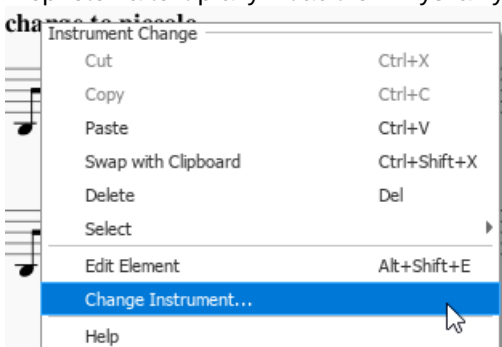 change to piccolo
Instrument Change
Cut Ctrl+X
Copy Ctrl+C
Paste Ctrl+V
Swap with Clipboard Ctrl+Shift+X
Delete Del
Select
Edit Element Alt+Shift+E
Change Instrument...
Help